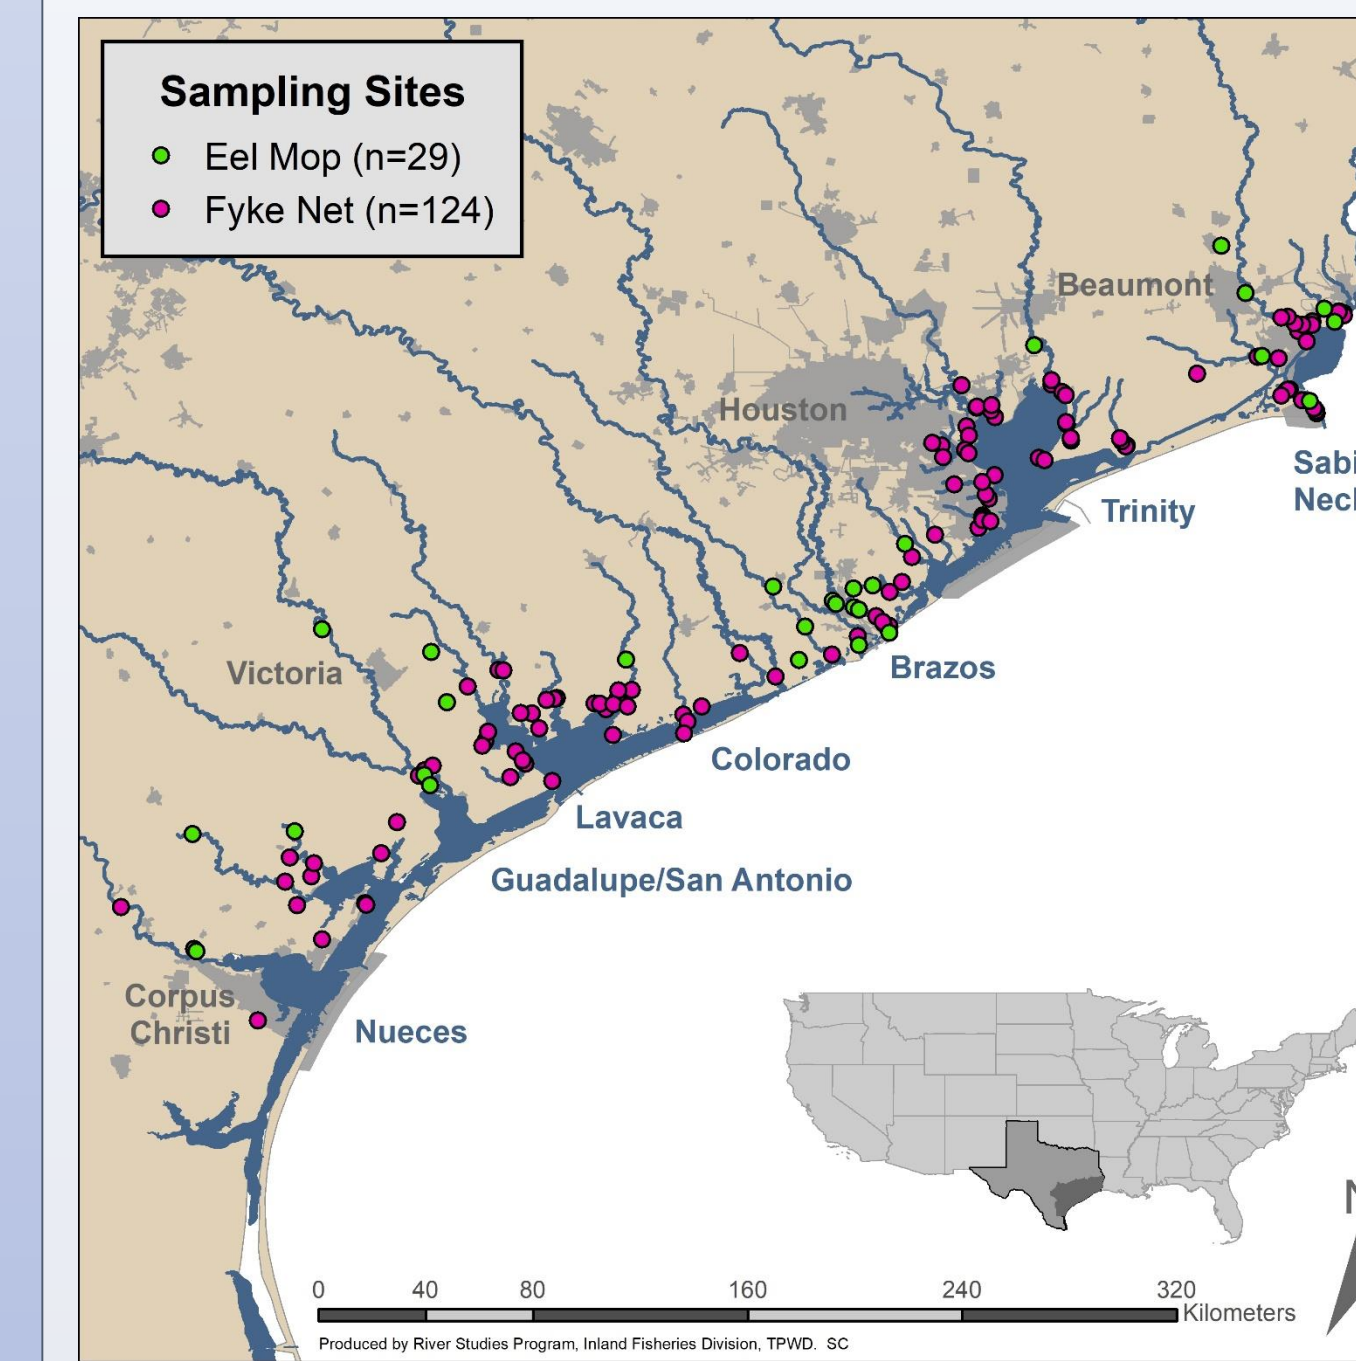 Sampling Sites
Eel Mop (n=29)
Fyke Net (n=124)
Beaumont
Houston
Sabi
Necl
Trinity
Victoria
Brazos
Colorado
Lavaca
Guadalupe/San Antonio
Corpus
Christi
Nueces
N
0 40 80 160 240 320
Kilometers
Produced by River Studies Program, Inland Fisheries Division, TPWD. SC